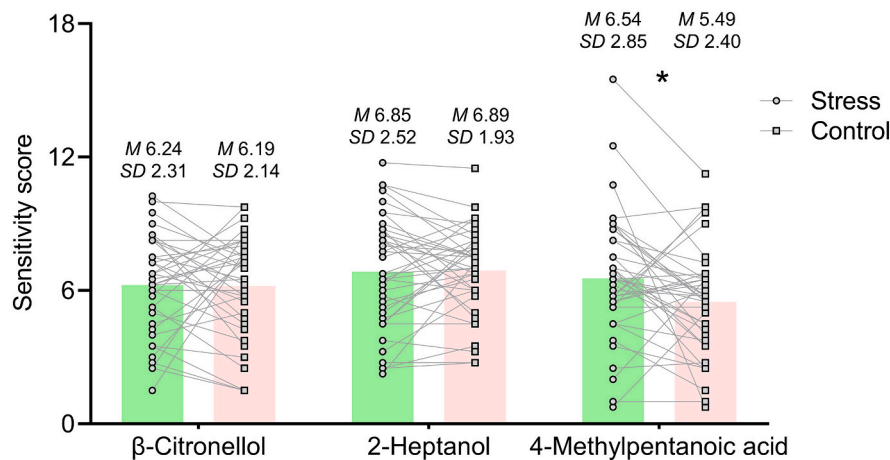 18
12
6
0
Sensitivity score
M 6.24
SD 2.31
M 6.19
SD 2.14
M 6.85
SD 2.52
M 6.89
SD 1.93
M 6.54
SD 2.85
M 5.49
SD 2.40
*
Stress
Control
β-Citronellol
2-Heptanol
4-Methylpentanoic acid